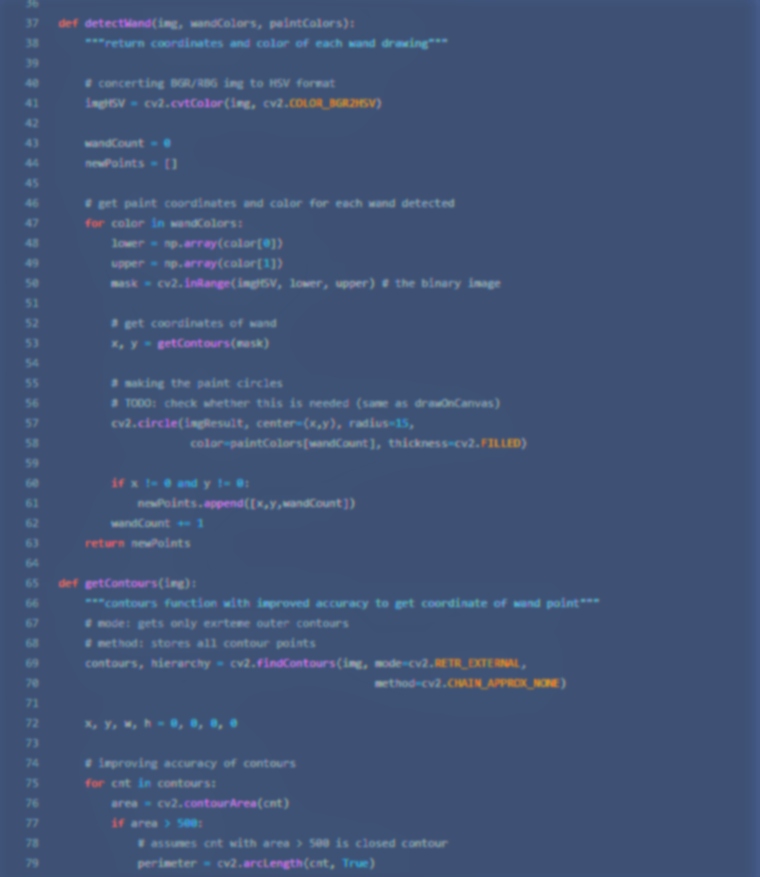 36
37 def detectWand(img, wandColors, paintColors):
38 """return coordinates and color of each wand drawing"""
39
40 # concerting BGR/RBG img to HSV format
41 imgHSV = cv2.cvtColor(img, cv2.COLOR_BGR2HSV)
42
43 wandCount = 0
44 newPoints = []
45
46 # get paint coordinates and color for each wand detected
47 for color in wandColors:
48 lower = np.array(color[0])
49 upper = np.array(color[1])
50 mask = cv2.inRange(imgHSV, lower, upper) # the binary image
51
52 # get coordinates of wand
53 x, y = getContours(mask)
54
55 # making the paint circles
56 # TODO: check whether this is needed (same as drawOnCanvas)
57 cv2.circle(imgResult, center=(x,y), radius=15,
58 color=paintColors[wandCount], thickness=cv2.FILLED)
59
60 if x != 0 and y != 0:
61 newPoints.append([x,y,wandCount])
62 wandCount += 1
63 return newPoints
64
65 def getContours(img):
66 """contours function with improved accuracy to get coordinate of wand point"""
67 # mode: gets only exrteme outer contours
68 # method: stores all contour points
69 contours, hierarchy = cv2.findContours(img, mode=cv2.RETR_EXTERNAL,
70 method=cv2.CHAIN_APPROX_NONE)
71
72 x, y, w, h = 0, 0, 0, 0
73
74 # improving accuracy of contours
75 for cnt in contours:
76 area = cv2.contourArea(cnt)
77 if area > 500:
78 # assumes cnt with area > 500 is closed contour
79 perimeter = cv2.arcLength(cnt, True)